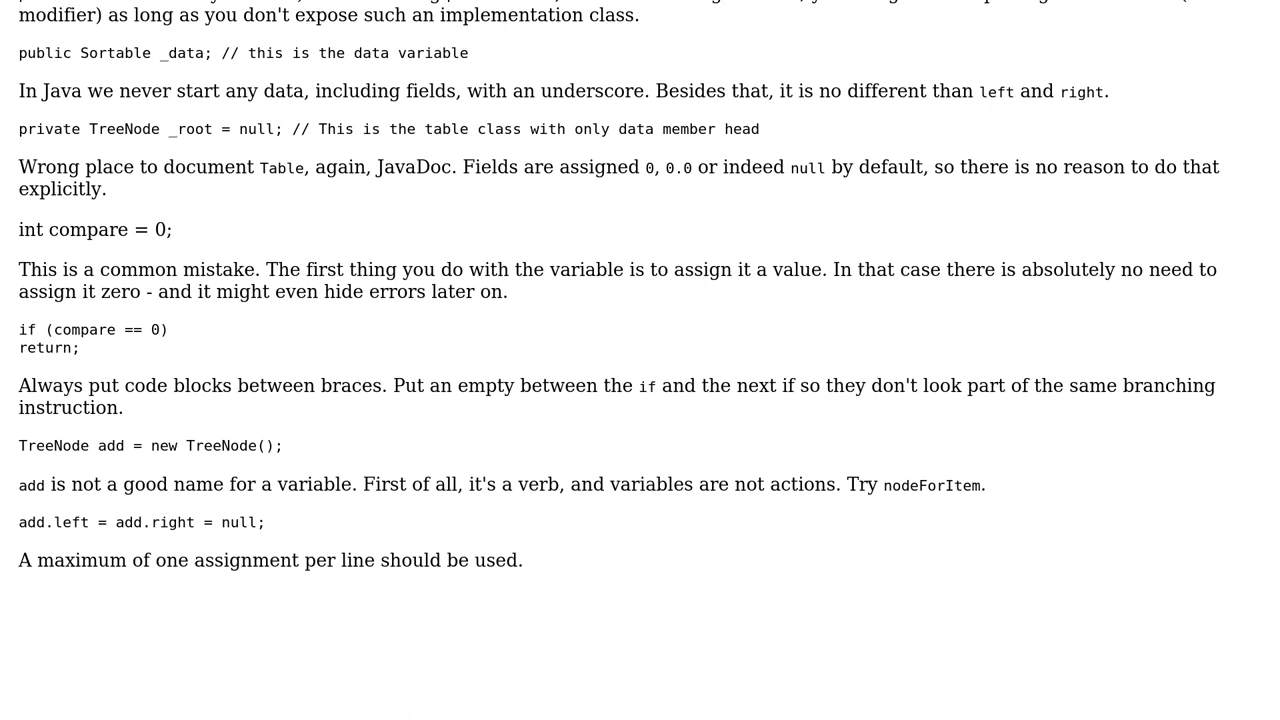 modifier) as long as you don't expose such an implementation class.
public Sortable _data; // this is the data variable
In Java we never start any data, including fields, with an underscore. Besides that, it is no different than left and right.
private TreeNode _root = null; // This is the table class with only data member head
Wrong place to document Table, again, JavaDoc. Fields are assigned 0, 0.0 or indeed null by default, so there is no reason to do that
explicitly.
int compare = 0;
This is a common mistake. The first thing you do with the variable is to assign it a value. In that case there is absolutely no need to
assign it zero - and it might even hide errors later on.
if (compare == 0)
return;
Always put code blocks between braces. Put an empty between the if and the next if so they don't look part of the same branching
instruction.
TreeNode add = new TreeNode();
add is not a good name for a variable. First of all, it's a verb, and variables are not actions. Try nodeForItem.
add.left = add.right = null;
A maximum of one assignment per line should be used.